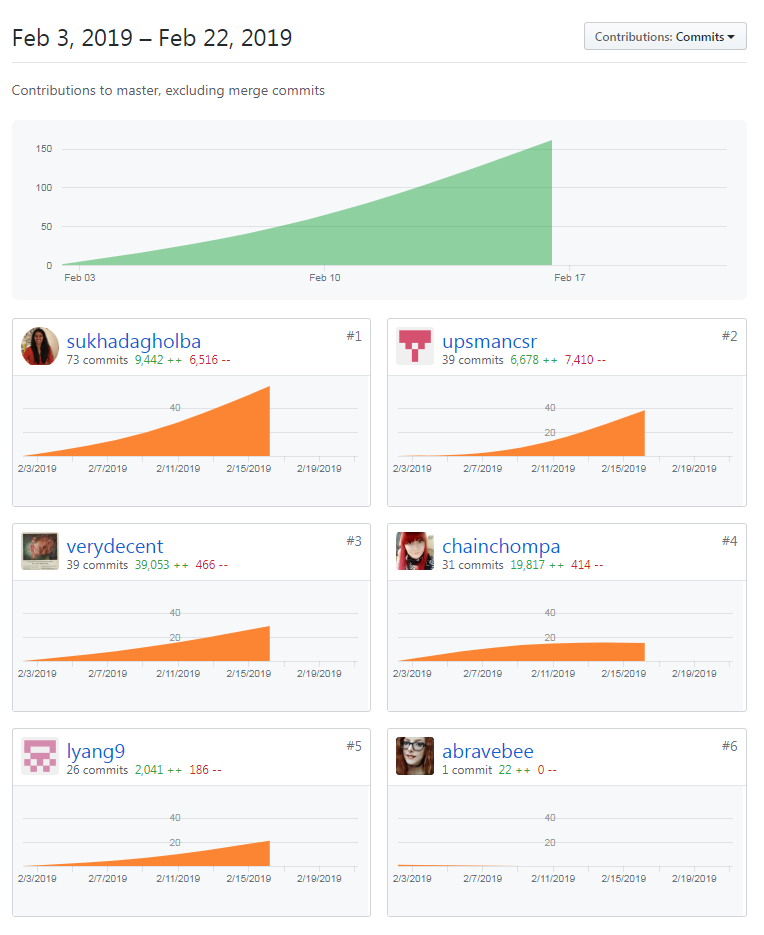 Feb 3, 2019 – Feb 22, 2019
Contributions: Commits
Contributions to master, excluding merge commits
150
100
50
0
Feb 03 Feb 10 Feb 17
sukhadagholba #1
73 commits 9,442 ++ 6,516 --
40
2/3/2019 2/7/2019 2/11/2019 2/15/2019 2/19/2019
upsmancsr #2
39 commits 6,678 ++ 7,410 --
40
20
2/3/2019 2/7/2019 2/11/2019 2/15/2019 2/19/2019
verydecent #3
39 commits 39,053 ++ 466 --
40
20
2/3/2019 2/7/2019 2/11/2019 2/15/2019 2/19/2019
chainchompa #4
31 commits 19,817 ++ 414 --
40
20
2/3/2019 2/7/2019 2/11/2019 2/15/2019 2/19/2019
lyang9 #5
26 commits 2,041 ++ 186 --
40
20
2/3/2019 2/7/2019 2/11/2019 2/15/2019 2/19/2019
abravebee #6
1 commit 22 ++ 0 --
40
20
2/3/2019 2/7/2019 2/11/2019 2/15/2019 2/19/2019